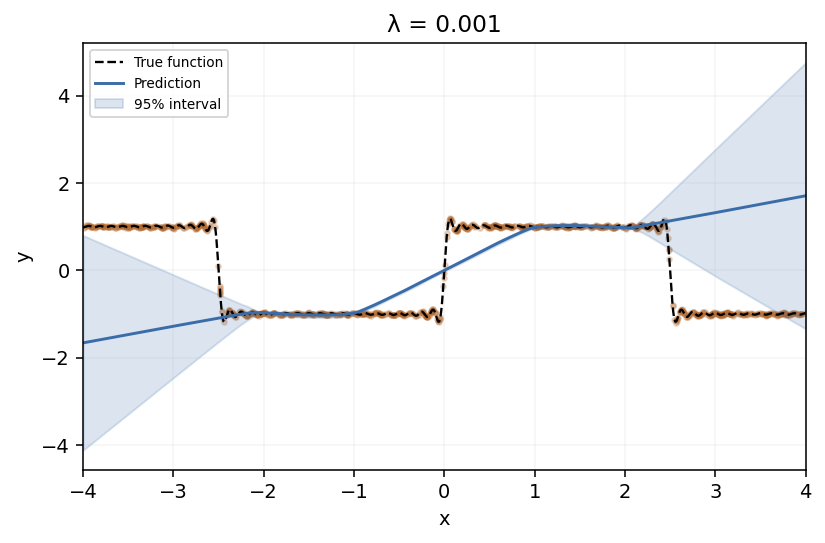 λ = 0.001
True function
Prediction
95% interval
y
4
2
0
−2
−4
−4 −3 −2 −1 0 1 2 3 4
x